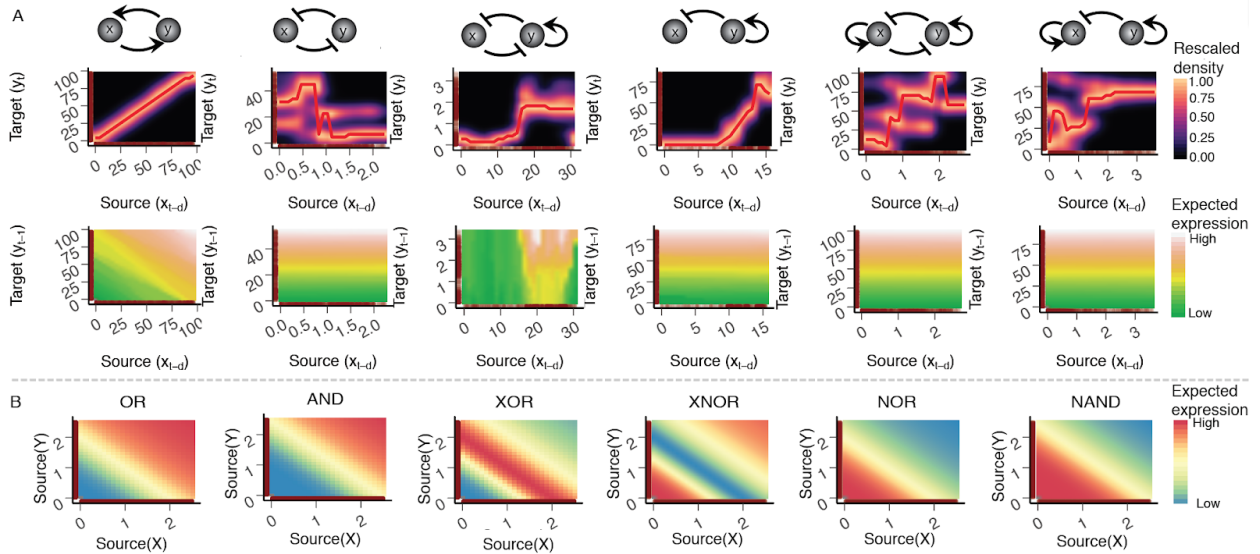 A
x y
x y
x y
x y
x y
x y
Target (yt)
100
75
50
25
0
0 25 50 75 100
Source (xt–d)
Target (yt)
40
20
0
0.0 0.5 1.0 1.5 2.0
Source (xt–d)
Target (yt)
3
2
1
0
0 10 20 30
Source (xt–d)
Target (yt)
75
50
25
0
0 5 10 15
Source (xt–d)
Target (yt)
100
75
50
25
0
0 1 2
Source (xt–d)
Target (yt)
75
50
25
0
0 1 2 3
Source (xt–d)
Rescaled
density
1.00
0.75
0.50
0.25
0.00
Target (yt–1)
100
75
50
25
0 25 50 75 100
Source (xt–d)
Target (yt–1)
40
20
0
0.0 0.5 1.0 1.5 2.0
Source (xt–d)
Target (yt–1)
3
2
1
0
0 10 20 30
Source (xt–d)
Target (yt–1)
75
50
25
0 5 10 15
Source (xt–d)
Target (yt–1)
100
75
50
25
0 1 2
Source (xt–d)
Target (yt–1)
75
50
25
0 1 2 3
Source (xt–d)
Expected
expression
High
Low
B
OR
Source(Y)
2
1
0
0 1 2
Source(X)
AND
Source(Y)
2
1
0
0 1 2
Source(X)
XOR
Source(Y)
2
1
0
0 1 2
Source(X)
XNOR
Source(Y)
2
1
0
0 1 2
Source(X)
NOR
Source(Y)
2
1
0
0 1 2
Source(X)
NAND
Source(Y)
2
1
0
0 1 2
Source(X)
Expected
expression
High
Low